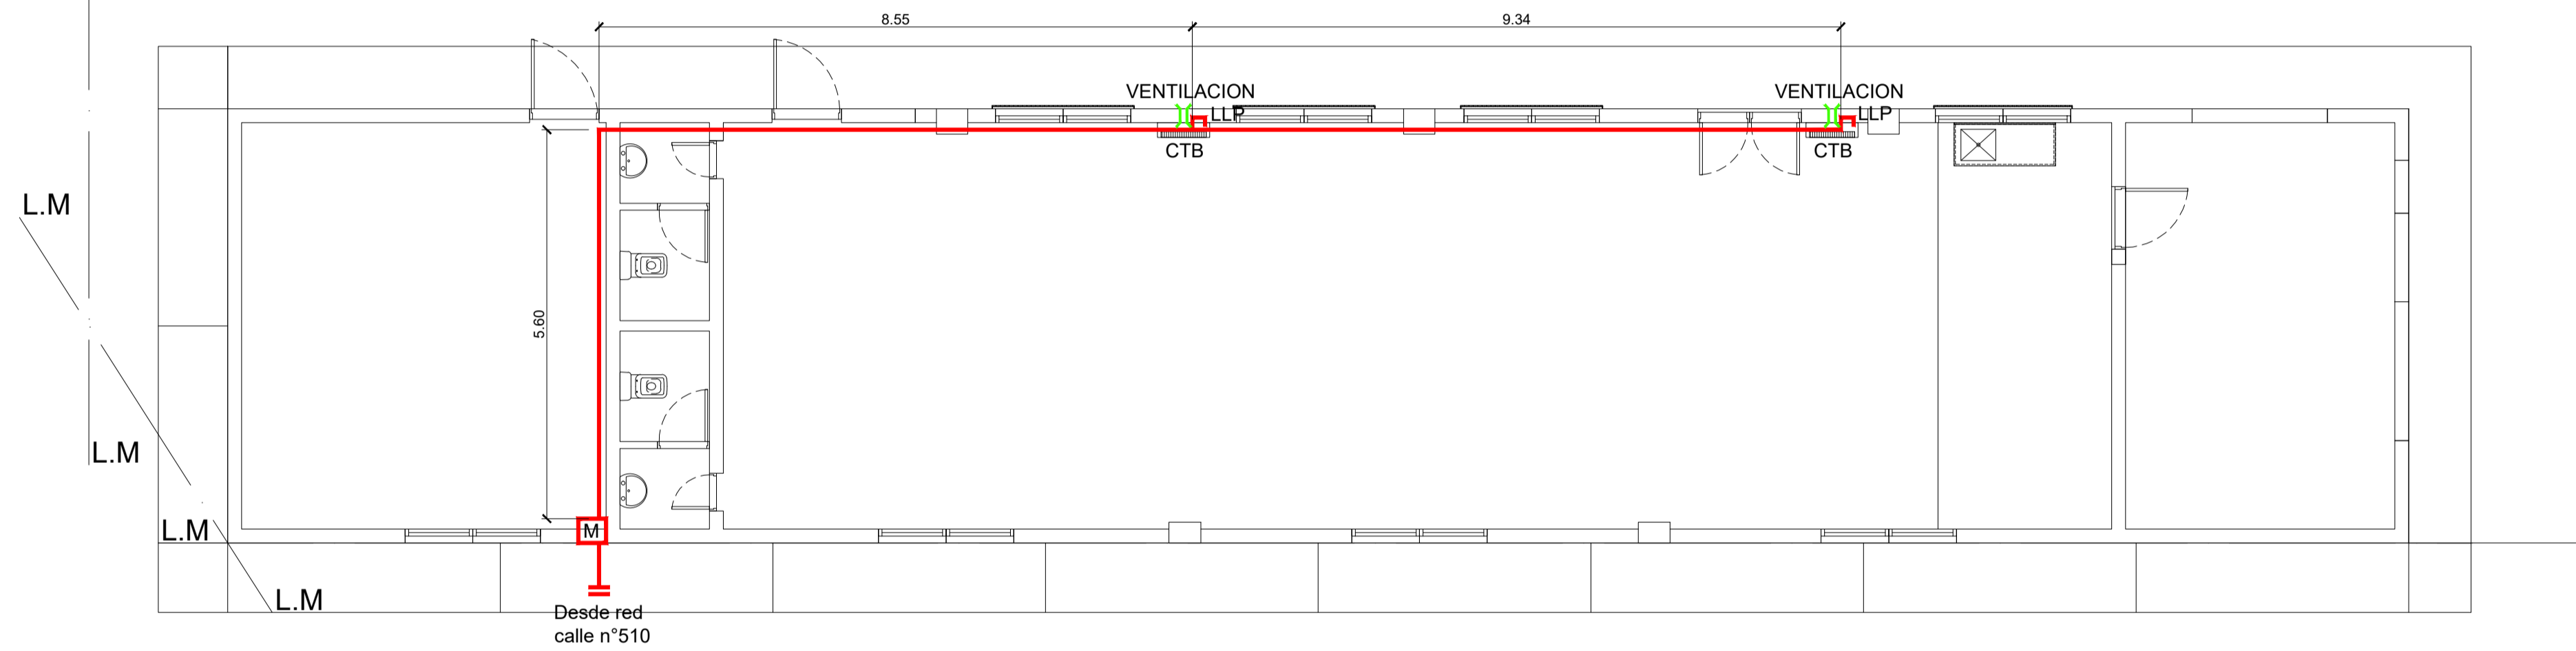 8.55
9.34
VENTILACION
LLP
CTB
VENTILACION
LLP
CTB
L.M
5.60
L.M
L.M
M
L.M
Desde red
calle n°510